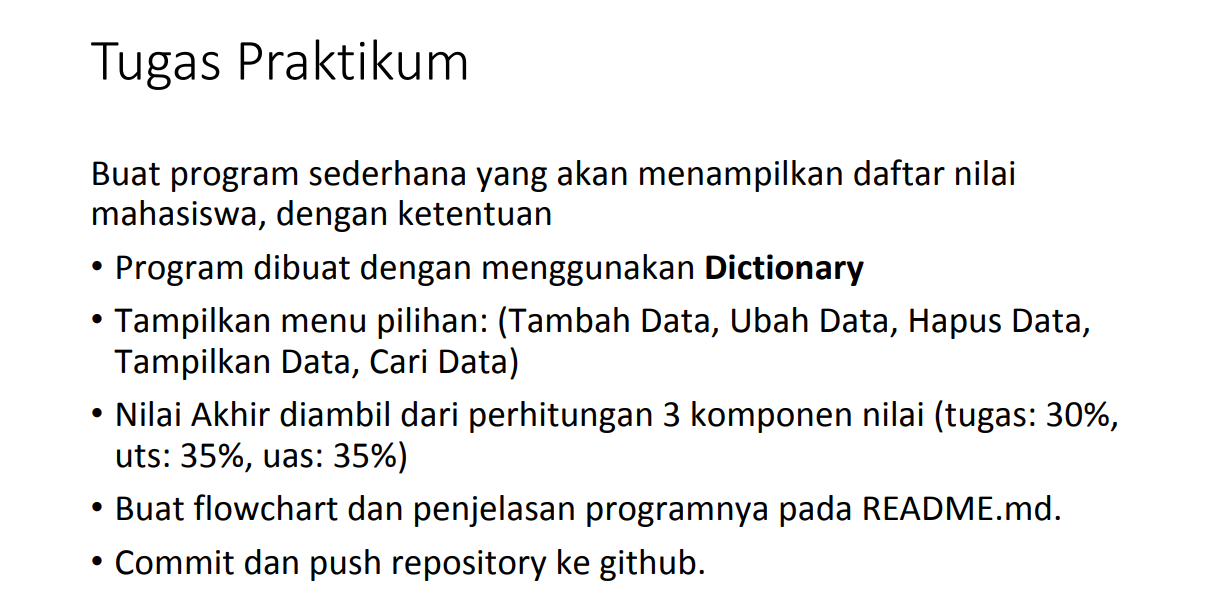 Tugas Praktikum
Buat program sederhana yang akan menampilkan daftar nilai
mahasiswa, dengan ketentuan
• Program dibuat dengan menggunakan Dictionary
• Tampilkan menu pilihan: (Tambah Data, Ubah Data, Hapus Data,
Tampilkan Data, Cari Data)
• Nilai Akhir diambil dari perhitungan 3 komponen nilai (tugas: 30%,
uts: 35%, uas: 35%)
• Buat flowchart dan penjelasan programnya pada README.md.
• Commit dan push repository ke github.